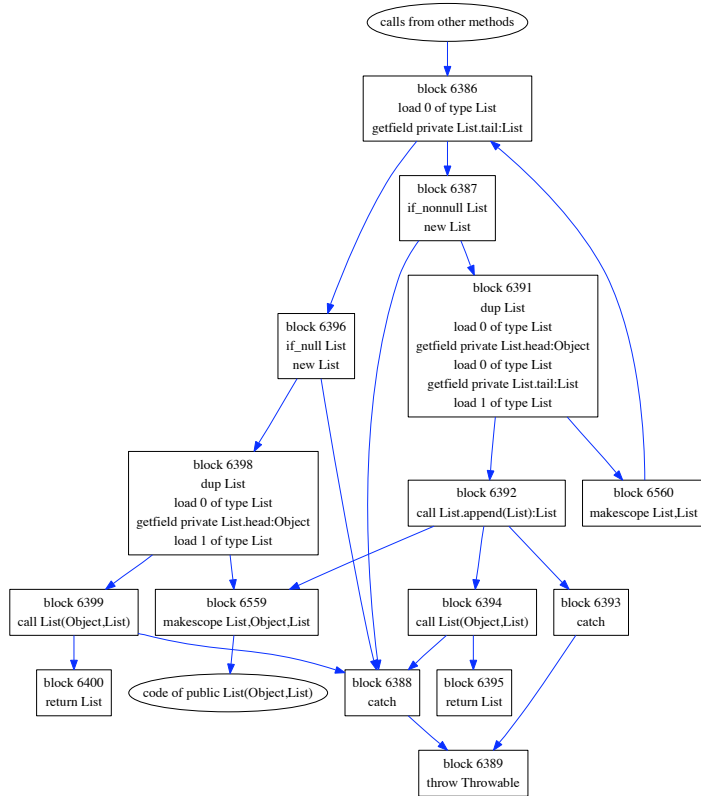 calls from other methods
block 6386
load 0 of type List
getfield private List.tail:List
block 6387
if_nonnull List
new List
block 6391
dup List
load 0 of type List
getfield private List.head:Object
load 0 of type List
getfield private List.tail:List
load 1 of type List
block 6396
if_null List
new List
block 6398
dup List
load 0 of type List
getfield private List.head:Object
load 1 of type List
block 6392
call List.append(List):List
block 6560
makescope List,List
block 6399
call List(Object,List)
block 6559
makescope List,Object,List
block 6394
call List(Object,List)
block 6393
catch
block 6400
return List
code of public List(Object,List)
block 6388
catch
block 6395
return List
block 6389
throw Throwable